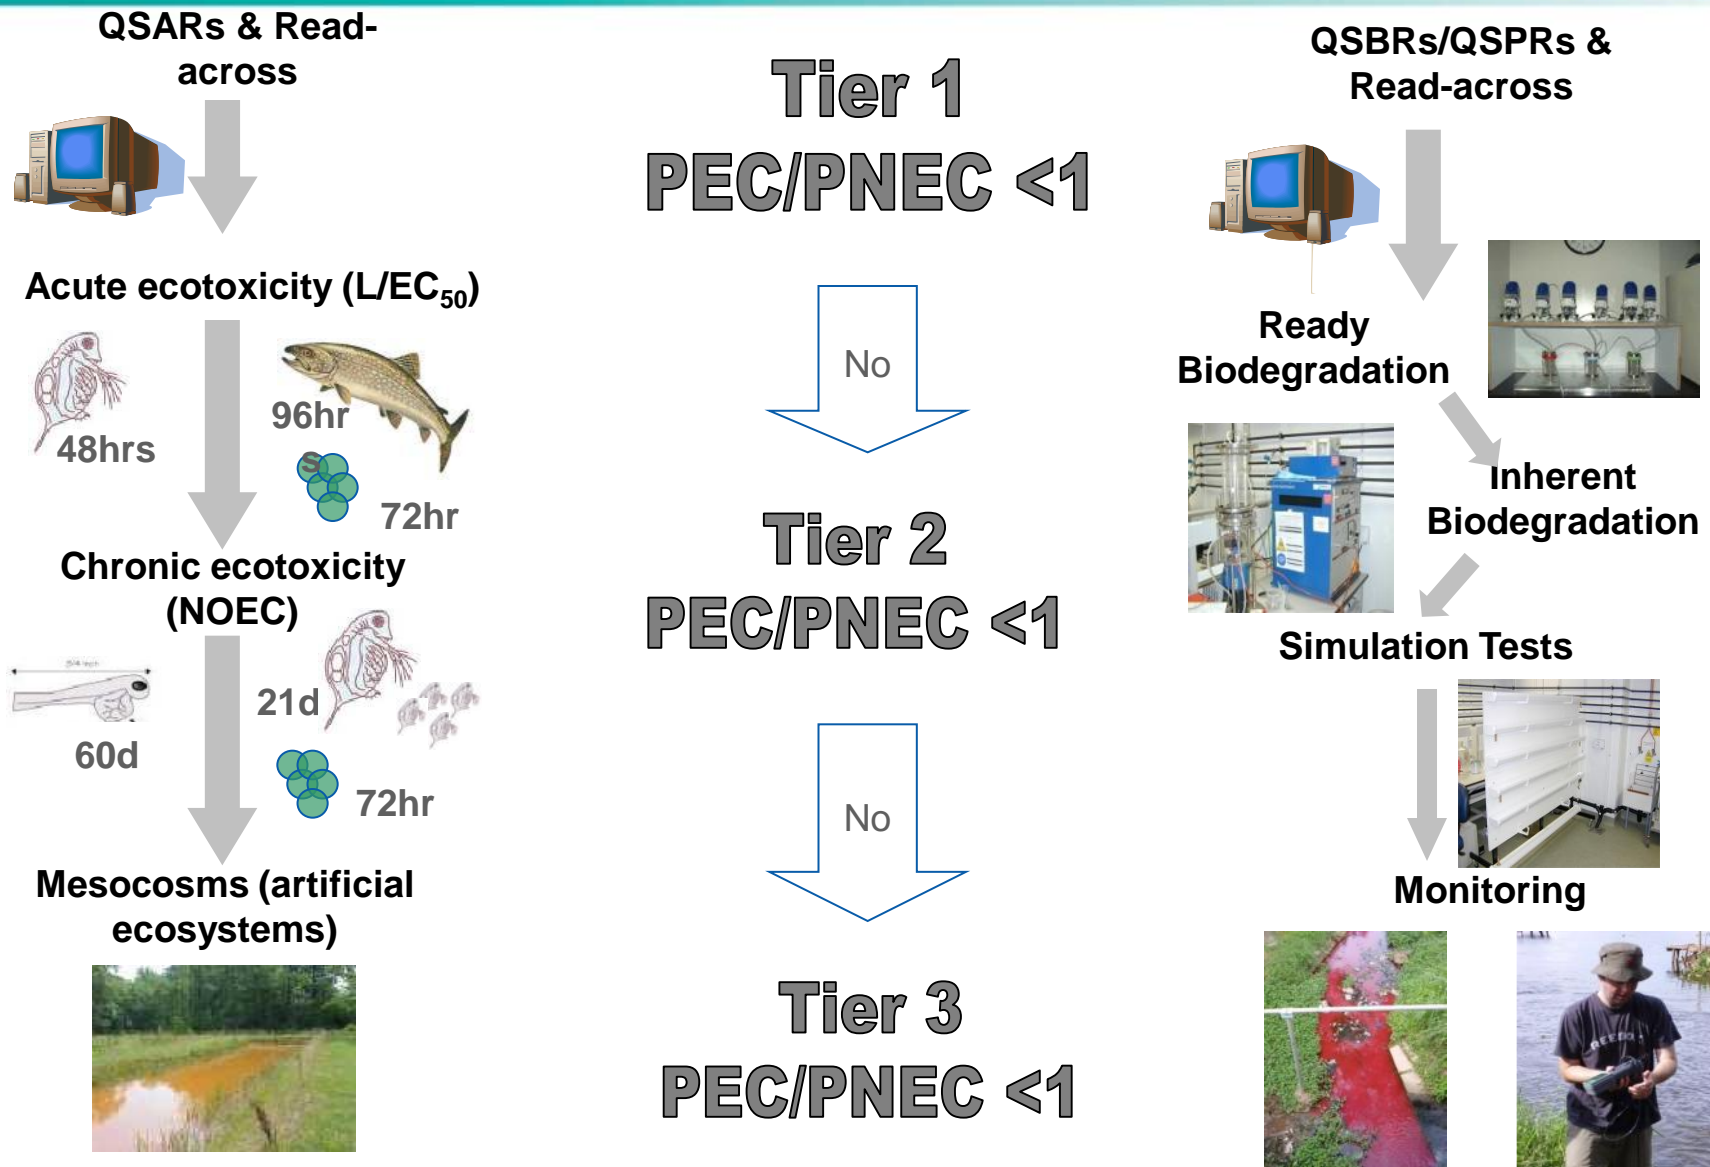 QSARs & Read-
across
Acute ecotoxicity (L/EC50)
48hrs
96hr
s
72hr
Chronic ecotoxicity
(NOEC)
21d
60d
72hr
Mesocosms (artificial
ecosystems)
Tier 1
PEC/PNEC <1
No
Tier 2
PEC/PNEC <1
No
Tier 3
PEC/PNEC <1
QSBRs/QSPRs &
Read-across
Ready
Biodegradation
Inherent
Biodegradation
Simulation Tests
Monitoring